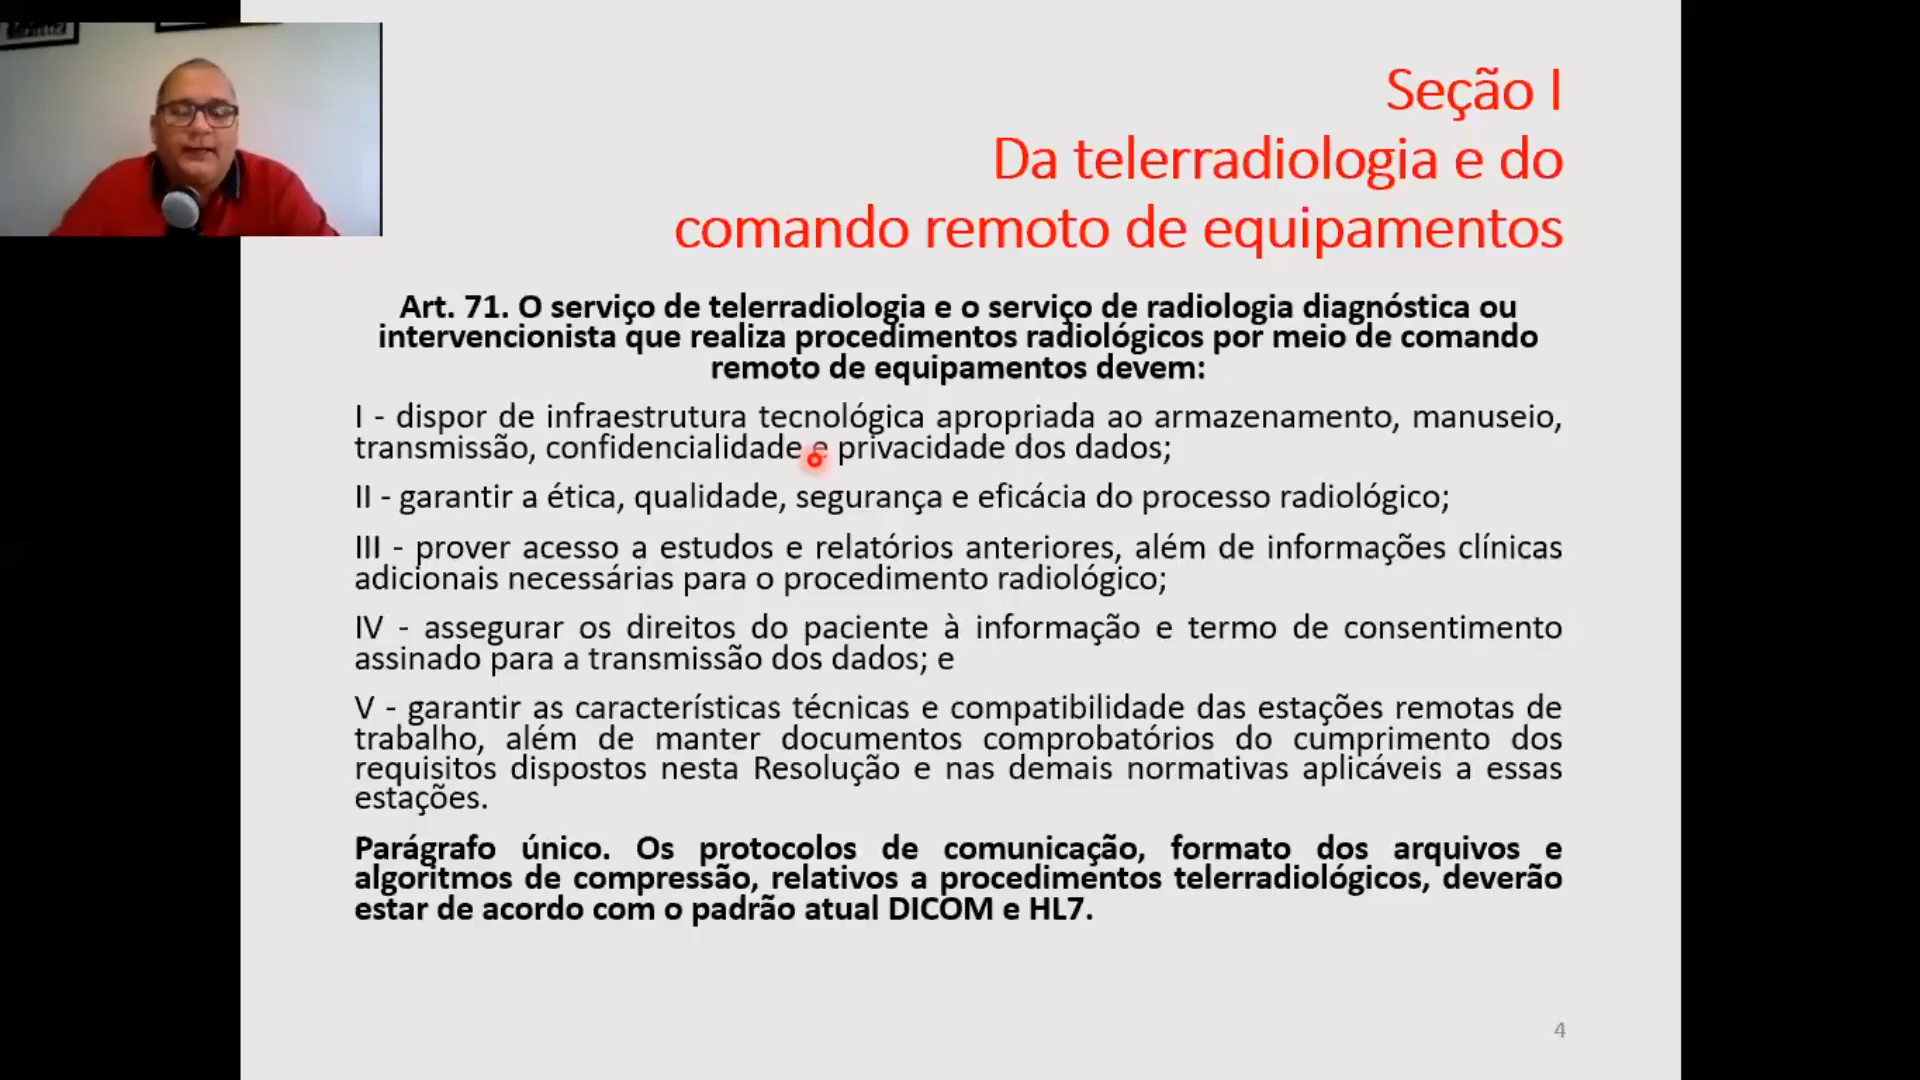 Seção I
Da telerradiologia e do
comando remoto de equipamentos
Art. 71. O serviço de telerradiologia e o serviço de radiologia diagnóstica ou
intervencionista que realiza procedimentos radiológicos por meio de comando
remoto de equipamentos devem:
I - dispor de infraestrutura tecnológica apropriada ao armazenamento, manuseio,
transmissão, confidencialidade e privacidade dos dados;
II - garantir a ética, qualidade, segurança e eficácia do processo radiológico;
III - prover acesso a estudos e relatórios anteriores, além de informações clínicas
adicionais necessárias para o procedimento radiológico;
IV - assegurar os direitos do paciente à informação e termo de consentimento
assinado para a transmissão dos dados; e
V - garantir as características técnicas e compatibilidade das estações remotas de
trabalho, além de manter documentos comprobatórios do cumprimento dos
requisitos dispostos nesta Resolução e nas demais normativas aplicáveis a essas
estações.
Parágrafo único. Os protocolos de comunicação, formato dos arquivos e
algoritmos de compressão, relativos a procedimentos telerradiológicos, deverão
estar de acordo com o padrão atual DICOM e HL7.
4